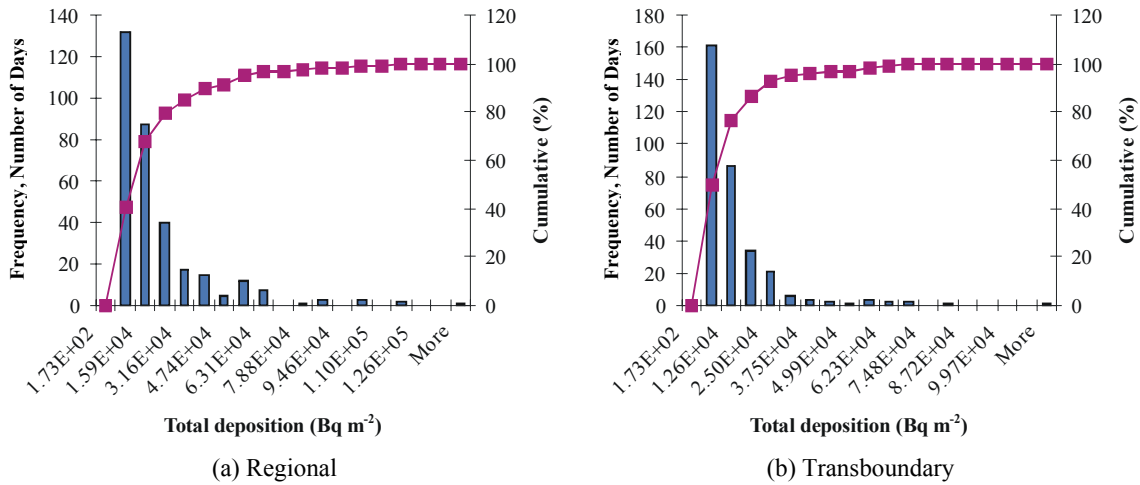 140
120
100
80
60
40
20
0
Frequency, Number of Days
120
100
80
60
40
20
0
Cumulative (%)
1.73E+02
1.59E+04
3.16E+04
4.74E+04
6.31E+04
7.88E+04
9.46E+04
1.10E+05
1.26E+05
More
Total deposition (Bq m⁻²)
(a) Regional
180
160
140
120
100
80
60
40
20
0
Frequency, Number of Days
120
100
80
60
40
20
0
Cumulative (%)
1.73E+02
1.26E+04
2.50E+04
3.75E+04
4.99E+04
6.23E+04
7.48E+04
8.72E+04
9.97E+04
More
Total deposition (Bq m⁻²)
(b) Transboundary